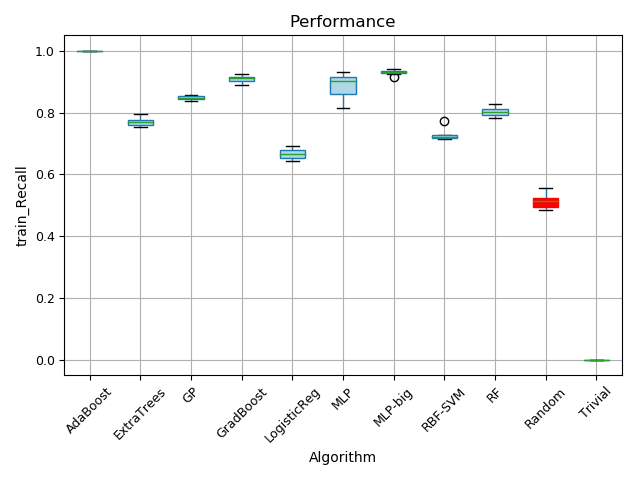 Performance
train_Recall
1.0
0.8
0.6
0.4
0.2
0.0
AdaBoost
ExtraTrees
GP
GradBoost
LogisticReg
MLP
MLP-big
RBF-SVM
RF
Random
Trivial
Algorithm